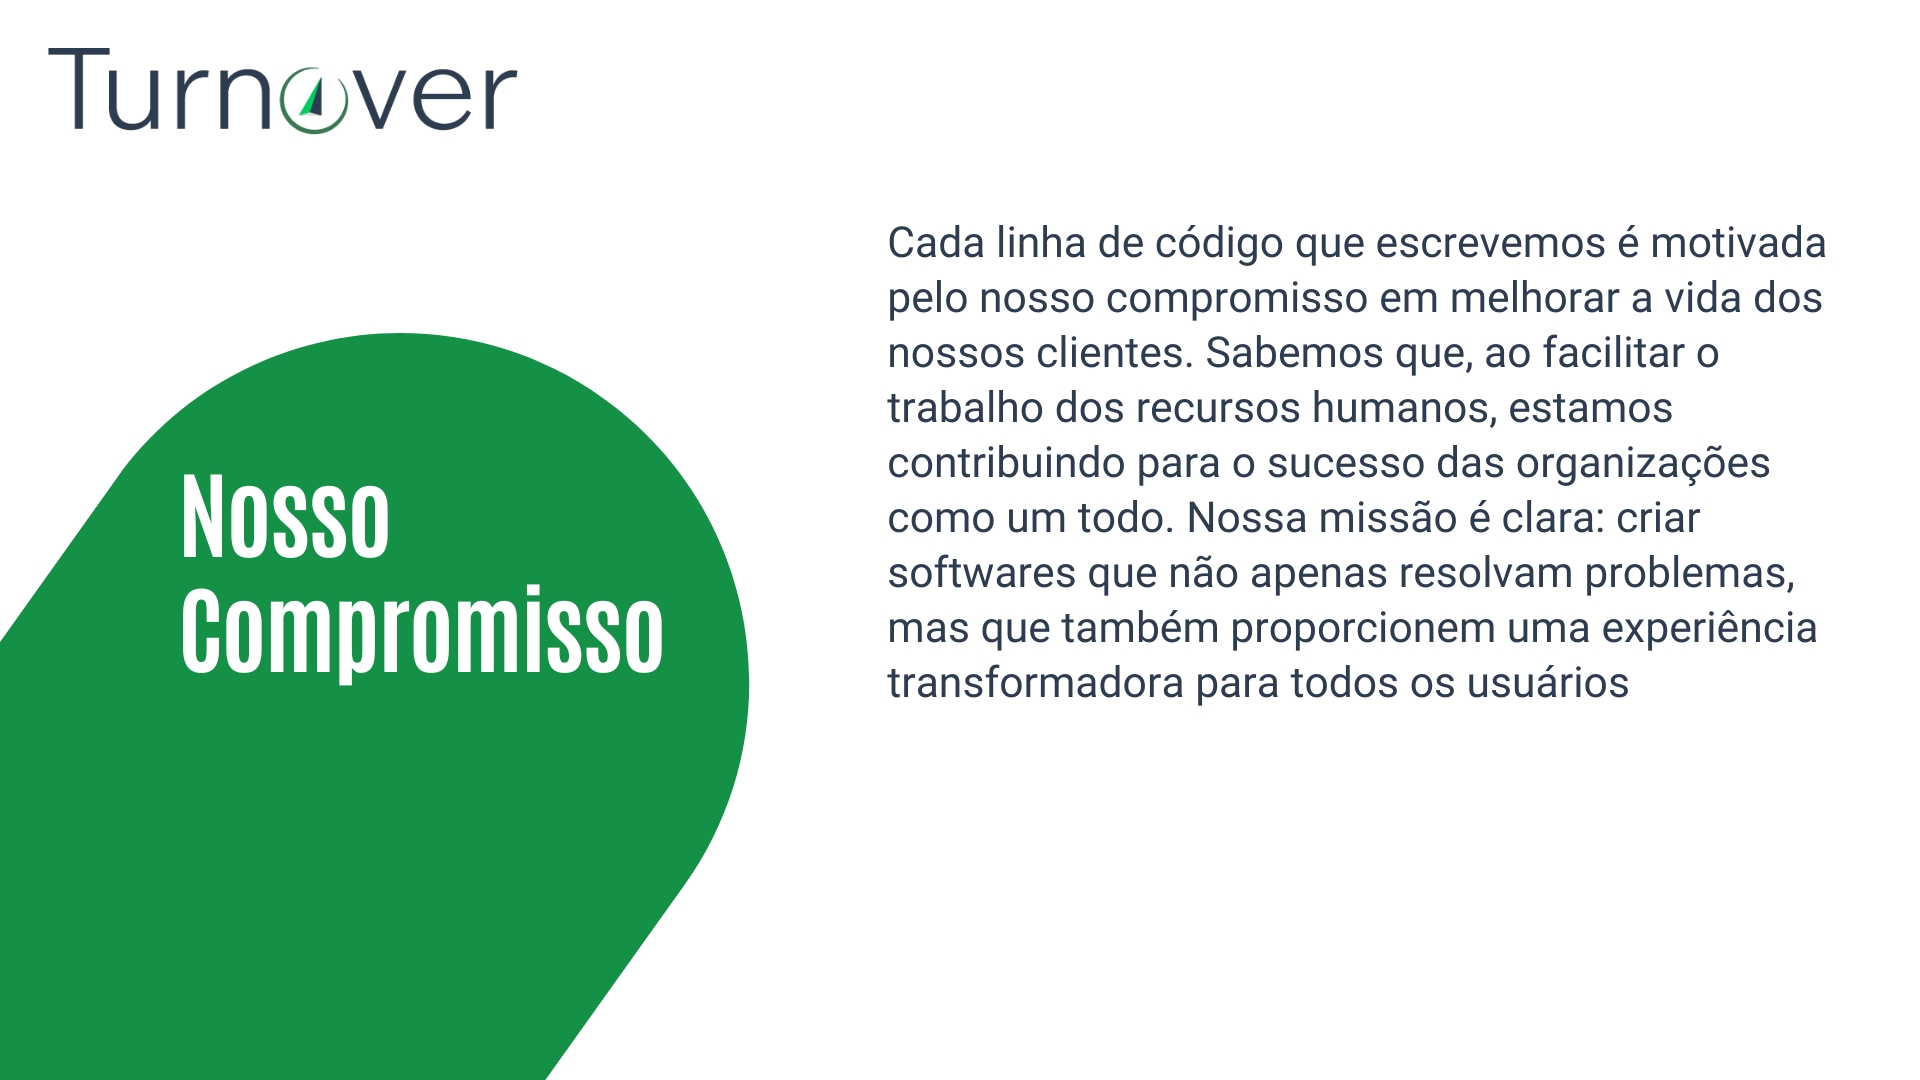 Turnover
Nosso
Compromisso
Cada linha de código que escrevemos é motivada
pelo nosso compromisso em melhorar a vida dos
nossos clientes. Sabemos que, ao facilitar o
trabalho dos recursos humanos, estamos
contribuindo para o sucesso das organizações
como um todo. Nossa missão é clara: criar
softwares que não apenas resolvam problemas,
mas que também proporcionem uma experiência
transformadora para todos os usuários